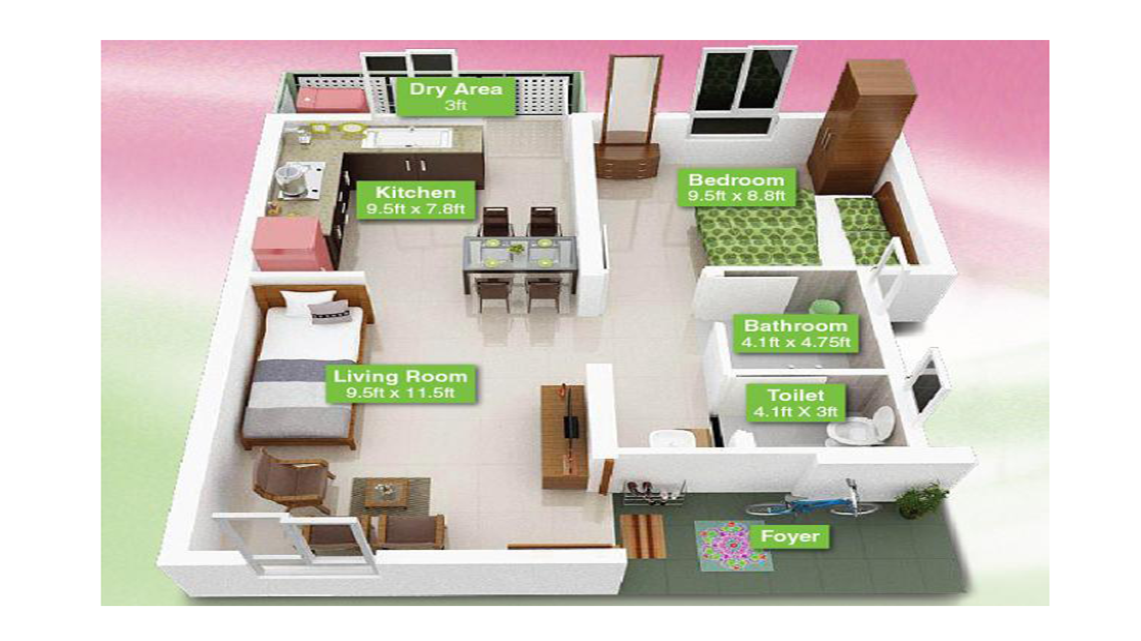 Dry Area
3ft
Kitchen
9.5ft x 7.8ft
Bedroom
9.5ft x 8.8ft
Bathroom
4.1ft x 4.75ft
Living Room
9.5ft x 11.5ft
Toilet
4.1ft X 3ft
Foyer